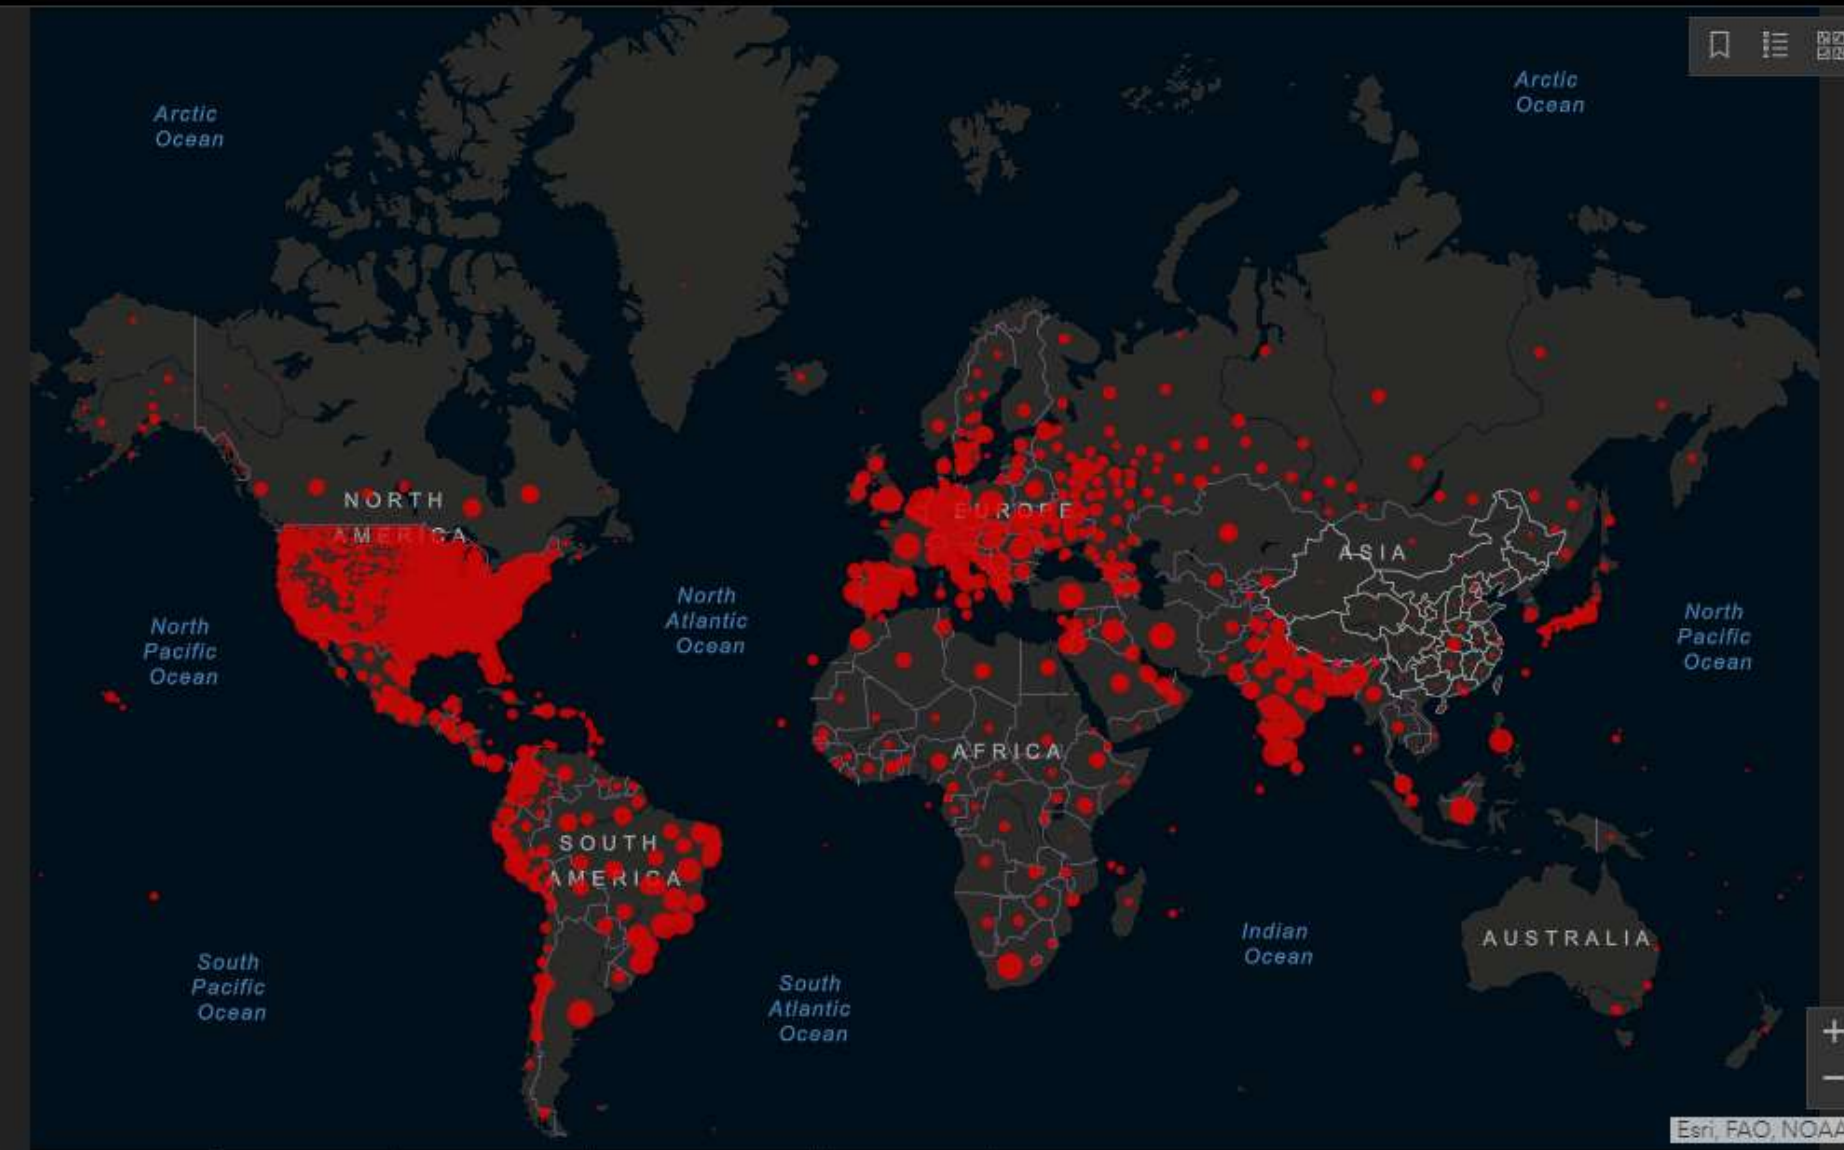 Arctic
Ocean
Arctic
Ocean
NORTH
AMERICA
EUROPE
ASIA
North
Atlantic
Ocean
North
Pacific
Ocean
North
Pacific
Ocean
AFRICA
SOUTH
AMERICA
AUSTRALIA
Indian
Ocean
South
Pacific
Ocean
South
Atlantic
Ocean
Esri, FAO, NOAA